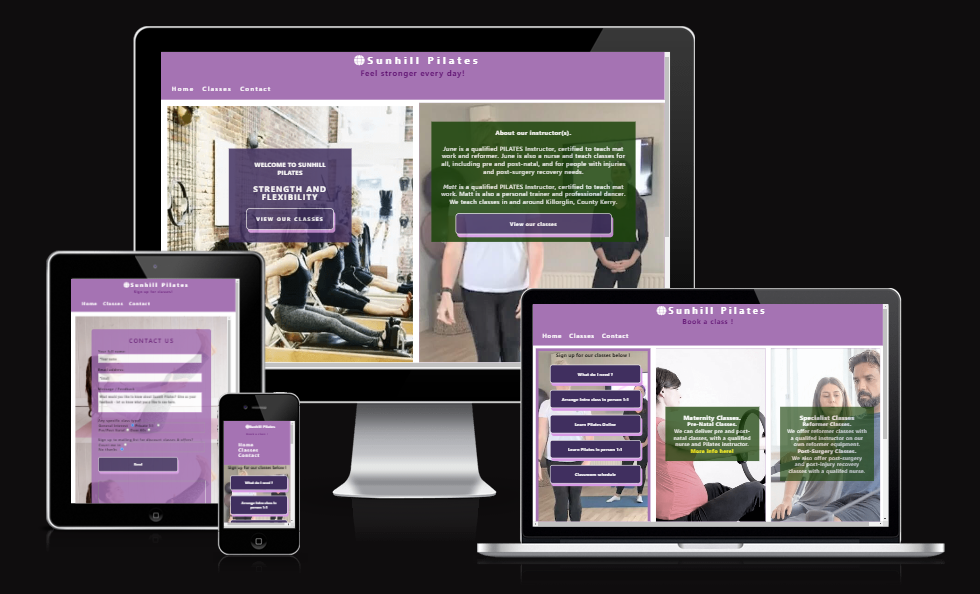 Sunhill Pilates
Feel stronger every day!
Home Classes Contact
WELCOME TO SUNHILL
PILATES
STRENGTH AND
FLEXIBILITY
VIEW OUR CLASSES
About our instructor(s).
June is a qualified PILATES Instructor, certified to teach mat
work and reformer. June is also a nurse and teach classes for
all, including pre and post-natal, and for people with injuries
and post-surgery recovery needs.
Matt is a qualified PILATES Instructor, certified to teach mat
work. Matt is also a personal trainer and professional dancer.
We teach classes in and around Killorglin, County Kerry.
View our classes
Sunhill Pilates
Home Classes Contact
CONTACT US
Send
Sunhill Pilates
Home
Classes
Contact
Sign up for our classes below !
What do I need ?
Arrange Intro class in
person 1:1
Sunhill Pilates
Book a class !
Home Classes Contact
Sign up for our classes below !
What do I need ?
Arrange Intro class in person 1:1
Learn Pilates Online
Learn Pilates in person 1:1
Classroom schedule
Maternity Classes.
Pre-Natal Classes.
We can deliver pre and post-
natal classes, with a qualified
nurse and Pilates Instructor.
More info here!
Specialist Classes
Reformer Classes.
We offer reformer classes with
a qualified instructor on our
own reformer equipment.
Post-Surgery Classes.
We also offer post-surgery
and post-injury recovery
classes with a qualified nurse.